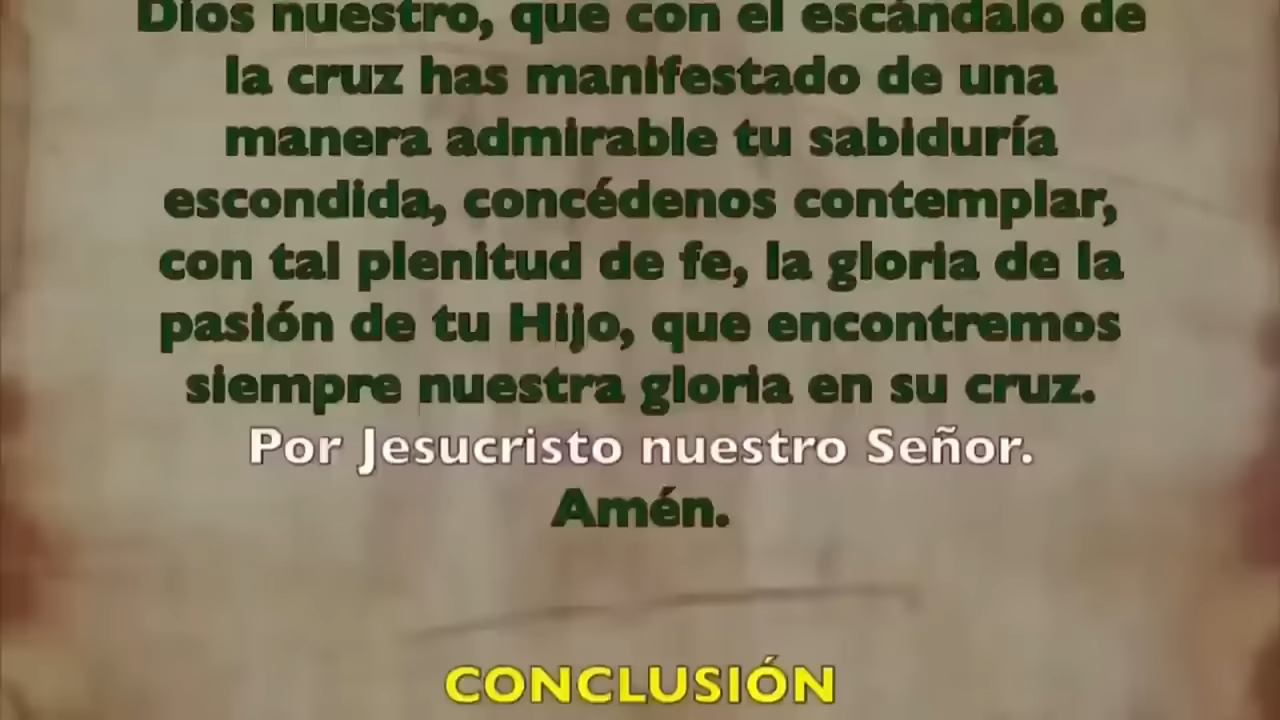 Dios nuestro, que con el escándalo de
la cruz has manifestado de una
manera admirable tu sabiduría
escondida, concédenos contemplar,
con tal plenitud de fe, la gloria de la
pasión de tu Hijo, que encontremos
siempre nuestra gloria en su cruz.
Por Jesucristo nuestro Señor.
Amén.
CONCLUSIÓN